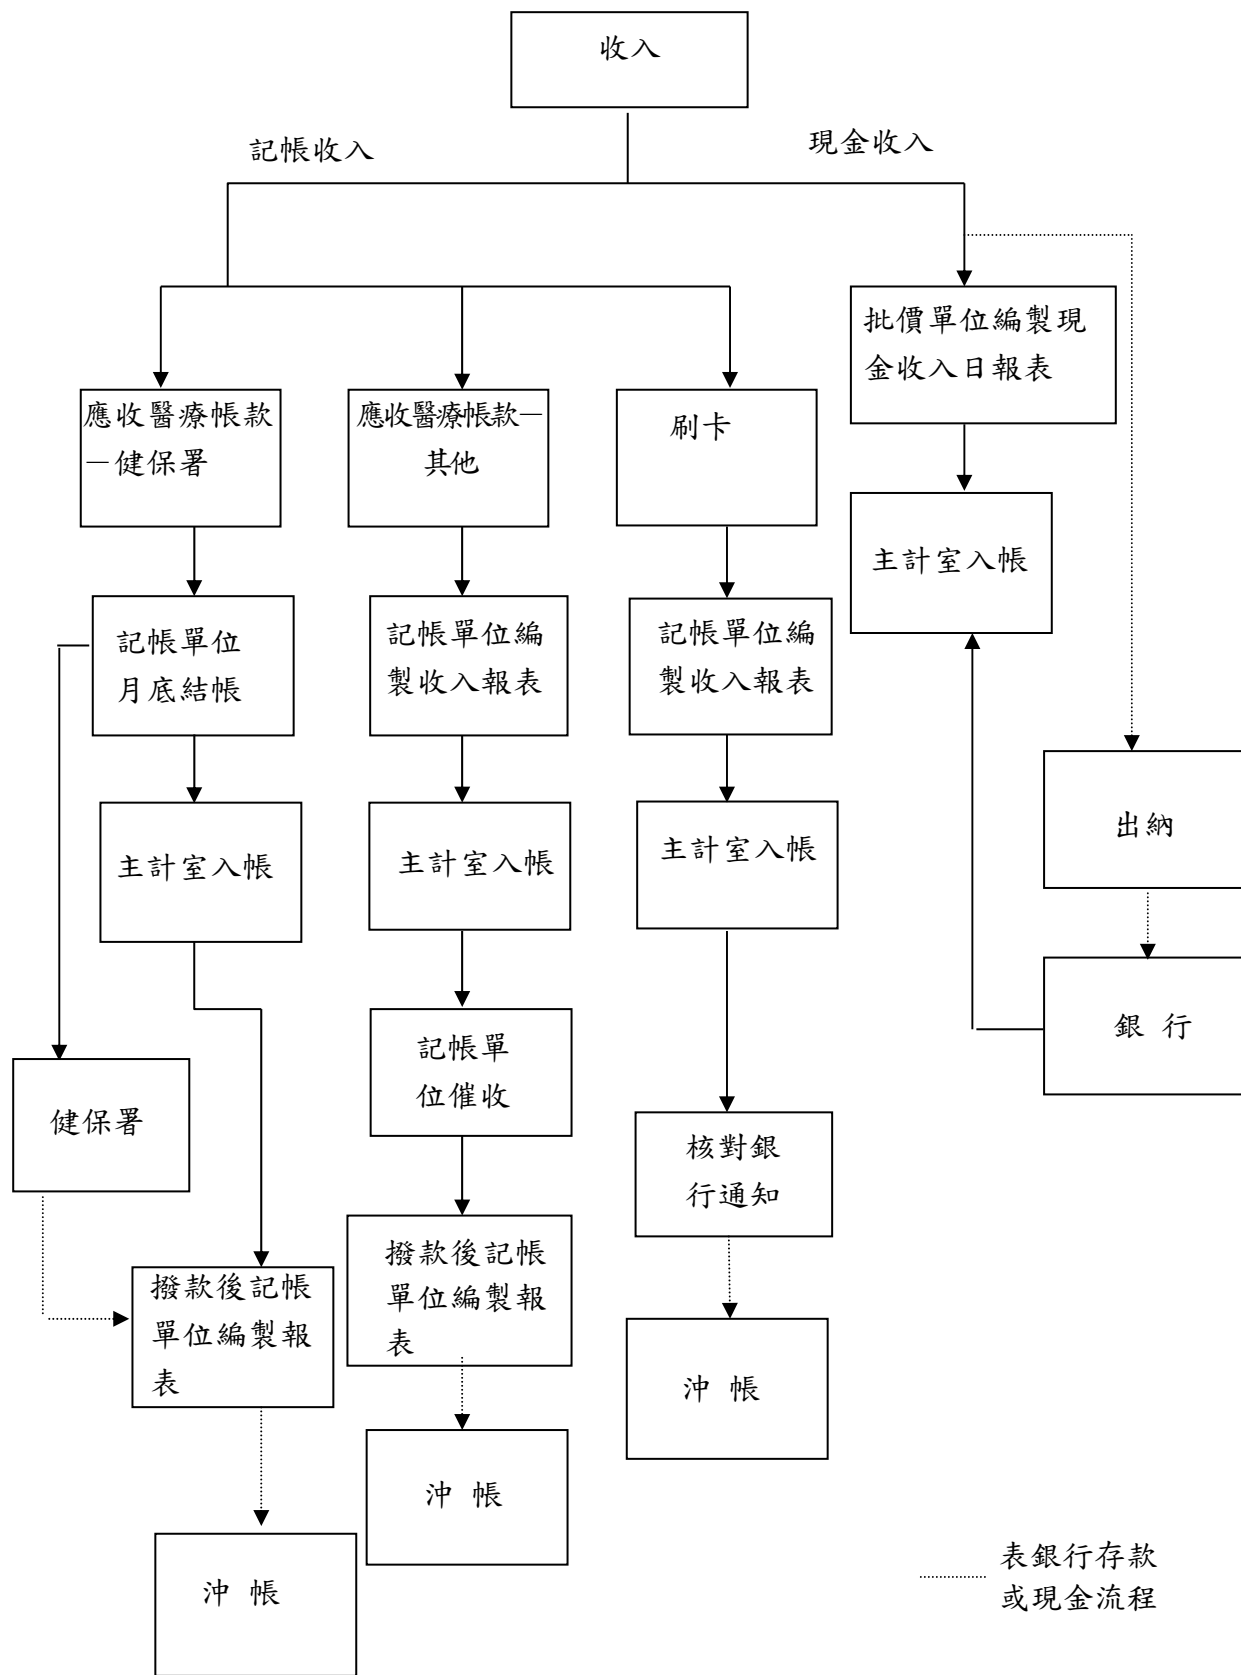 收入
記帳收入
現金收入
批價單位編製現
金收入日報表
應收醫療帳款
－健保署
應收醫療帳款－
其他
刷卡
主計室入帳
記帳單位
月底結帳
記帳單位編
製收入報表
記帳單位編
製收入報表
出納
主計室入帳
主計室入帳
主計室入帳
銀 行
記帳單
位催收
健保署
核對銀
行通知
撥款後記帳
單位編製報
表
撥款後記帳
單位編製報
表
沖 帳
沖 帳
沖 帳
表銀行存款
或現金流程